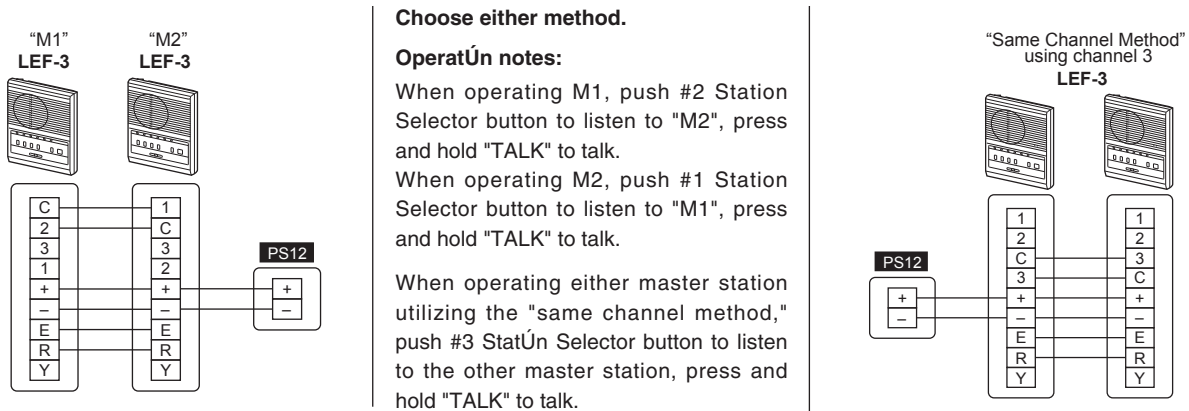 “M1”
LEF-3
“M2”
LEF-3
C
2
3
1
+
–
E
R
Y
1
C
3
2
+
–
E
R
Y
PS12
+
–
Choose either method.
OperatÚn notes:
When operating M1, push #2 Station
Selector button to listen to "M2", press
and hold "TALK" to talk.
When operating M2, push #1 Station
Selector button to listen to "M1", press
and hold "TALK" to talk.
When operating either master station
utilizing the "same channel method,"
push #3 StatÚn Selector button to listen
to the other master station, press and
hold "TALK" to talk.
“Same Channel Method”
using channel 3
LEF-3
PS12
+
–
1
2
C
3
+
–
E
R
Y
1
2
3
C
+
–
E
R
Y